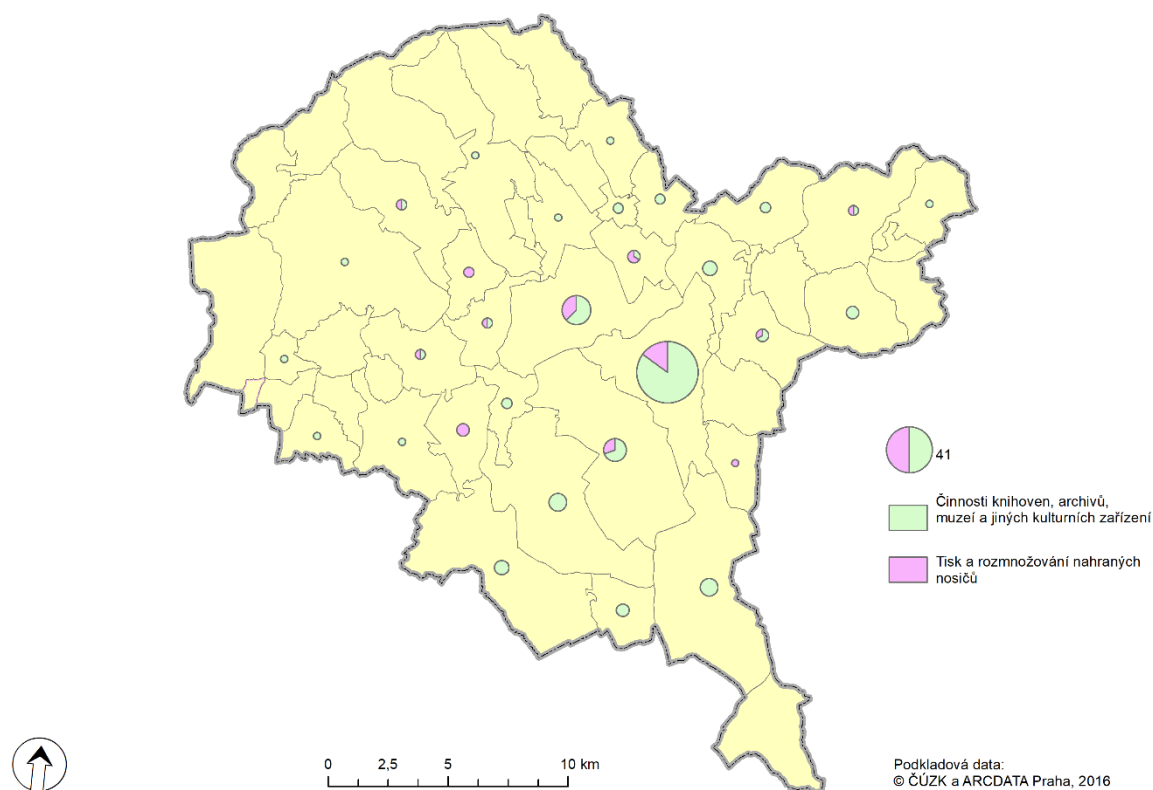 41
Činnosti knihoven, archivů,
muzeí a jiných kulturních zařízení
Tisk a rozmnožování nahraných
nosičů
0 2,5 5 10 km
Podkladová data:
© ČÚZK a ARCDATA Praha, 2016